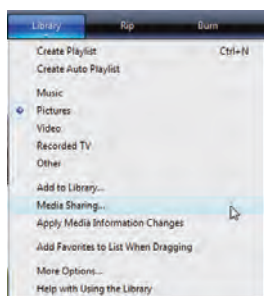 Library Rip Burn
Create Playlist Ctrl+N
Create Auto Playlist
Music
Pictures
Video
Recorded TV
Other
Add to Library...
Media Sharing...
Apply Media Information Changes
Add Favorites to List When Dragging
More Options...
Help with Using the Library